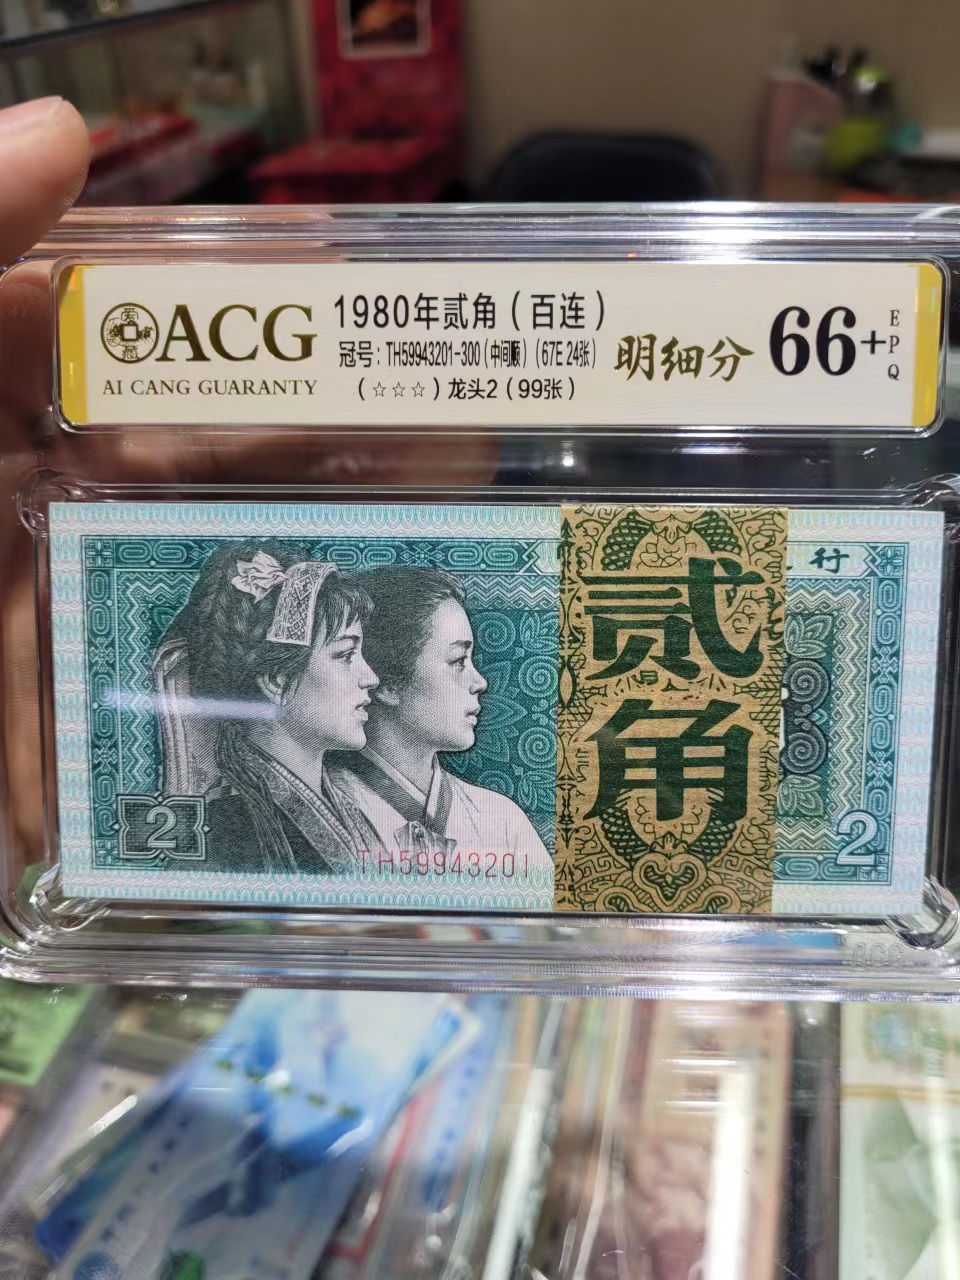 ACG
AI CANG GUARANTY
1980年贰角（百连）
冠号：TH59943201-300（中间顺）（67E 24张）
（☆☆☆）龙头2（99张）
明细分
66+
EPQ
行
贰角
2
TH59943201
2